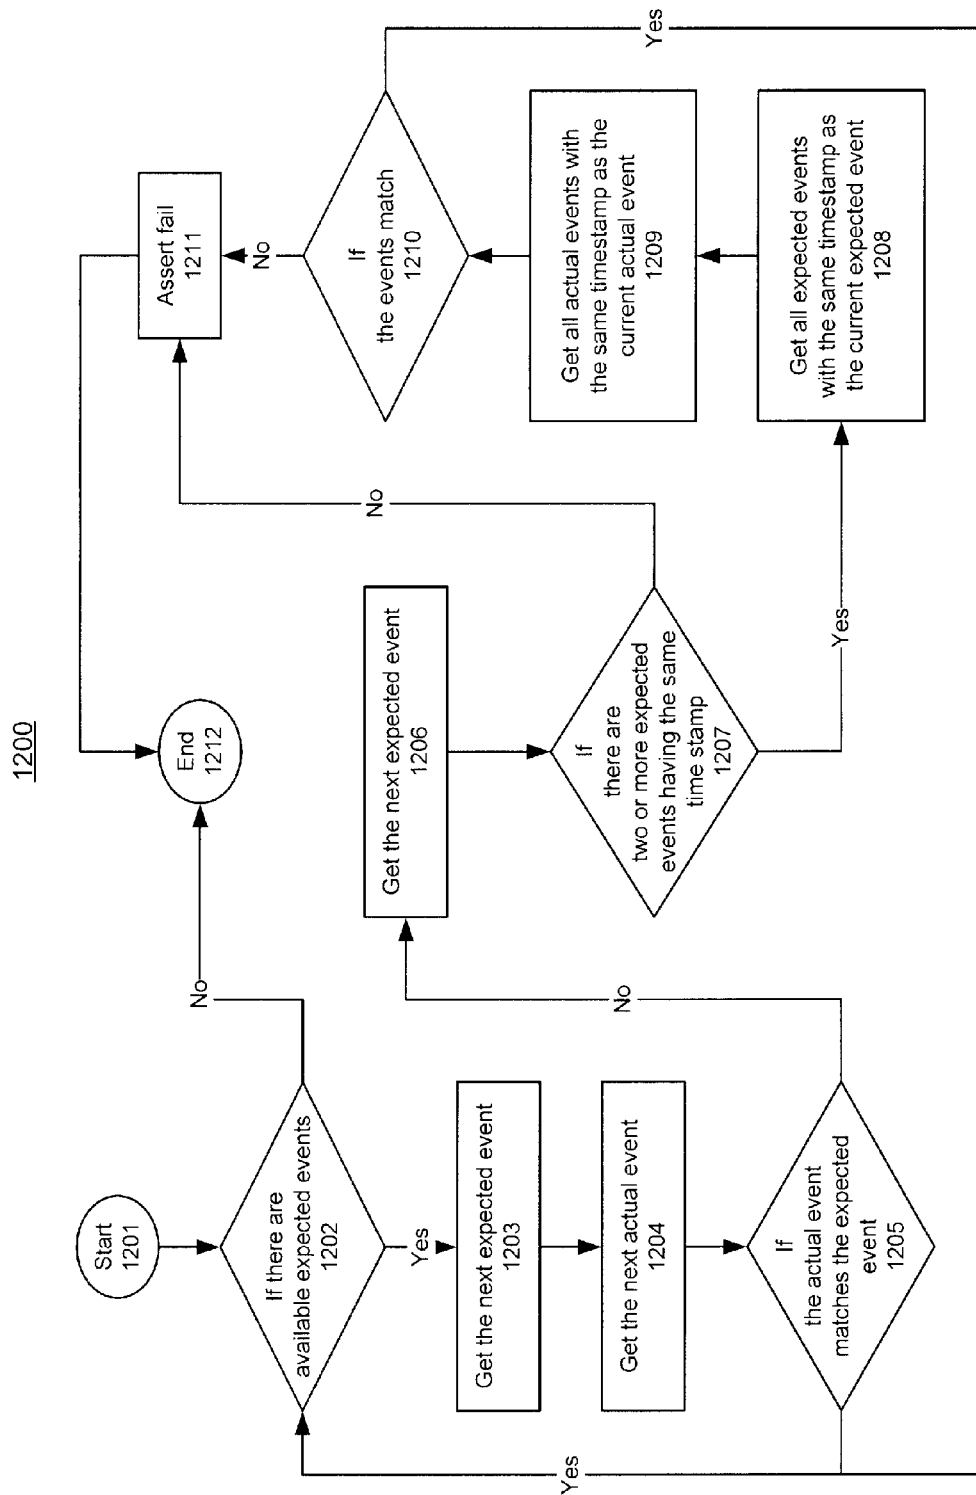 1200
Start
1201
If there are
available expected events
1202
No
Yes
Get the next expected event
1203
Get the next actual event
1204
If
the actual event
matches the expected
event
1205
Yes
No
End
1212
Get the next expected event
1206
If
there are
two or more expected
events having the same
time stamp
1207
No
Yes
Assert fail
1211
No
If
the events match
1210
Yes
Get all actual events with
the same timestamp as the
current actual event
1209
Get all expected events
with the same timestamp as
the current expected event
1208